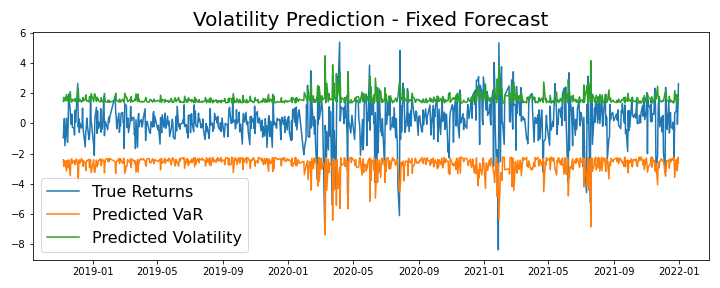 Volatility Prediction - Fixed Forecast
6
4
2
0
−2
−4
−6
−8
True Returns
Predicted VaR
Predicted Volatility
2019-01 2019-05 2019-09 2020-01 2020-05 2020-09 2021-01 2021-05 2021-09 2022-01